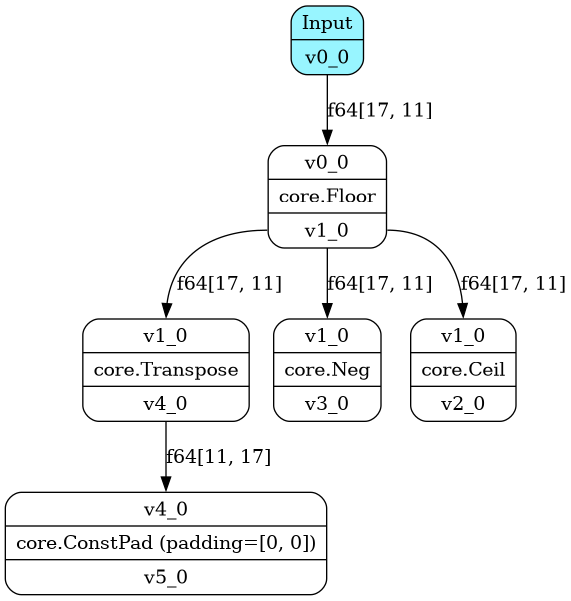 Input
v0_0
f64[17, 11]
v0_0
core.Floor
v1_0
f64[17, 11]
f64[17, 11]
f64[17, 11]
v1_0
core.Transpose
v4_0
v1_0
core.Neg
v3_0
v1_0
core.Ceil
v2_0
f64[11, 17]
v4_0
core.ConstPad (padding=[0, 0])
v5_0